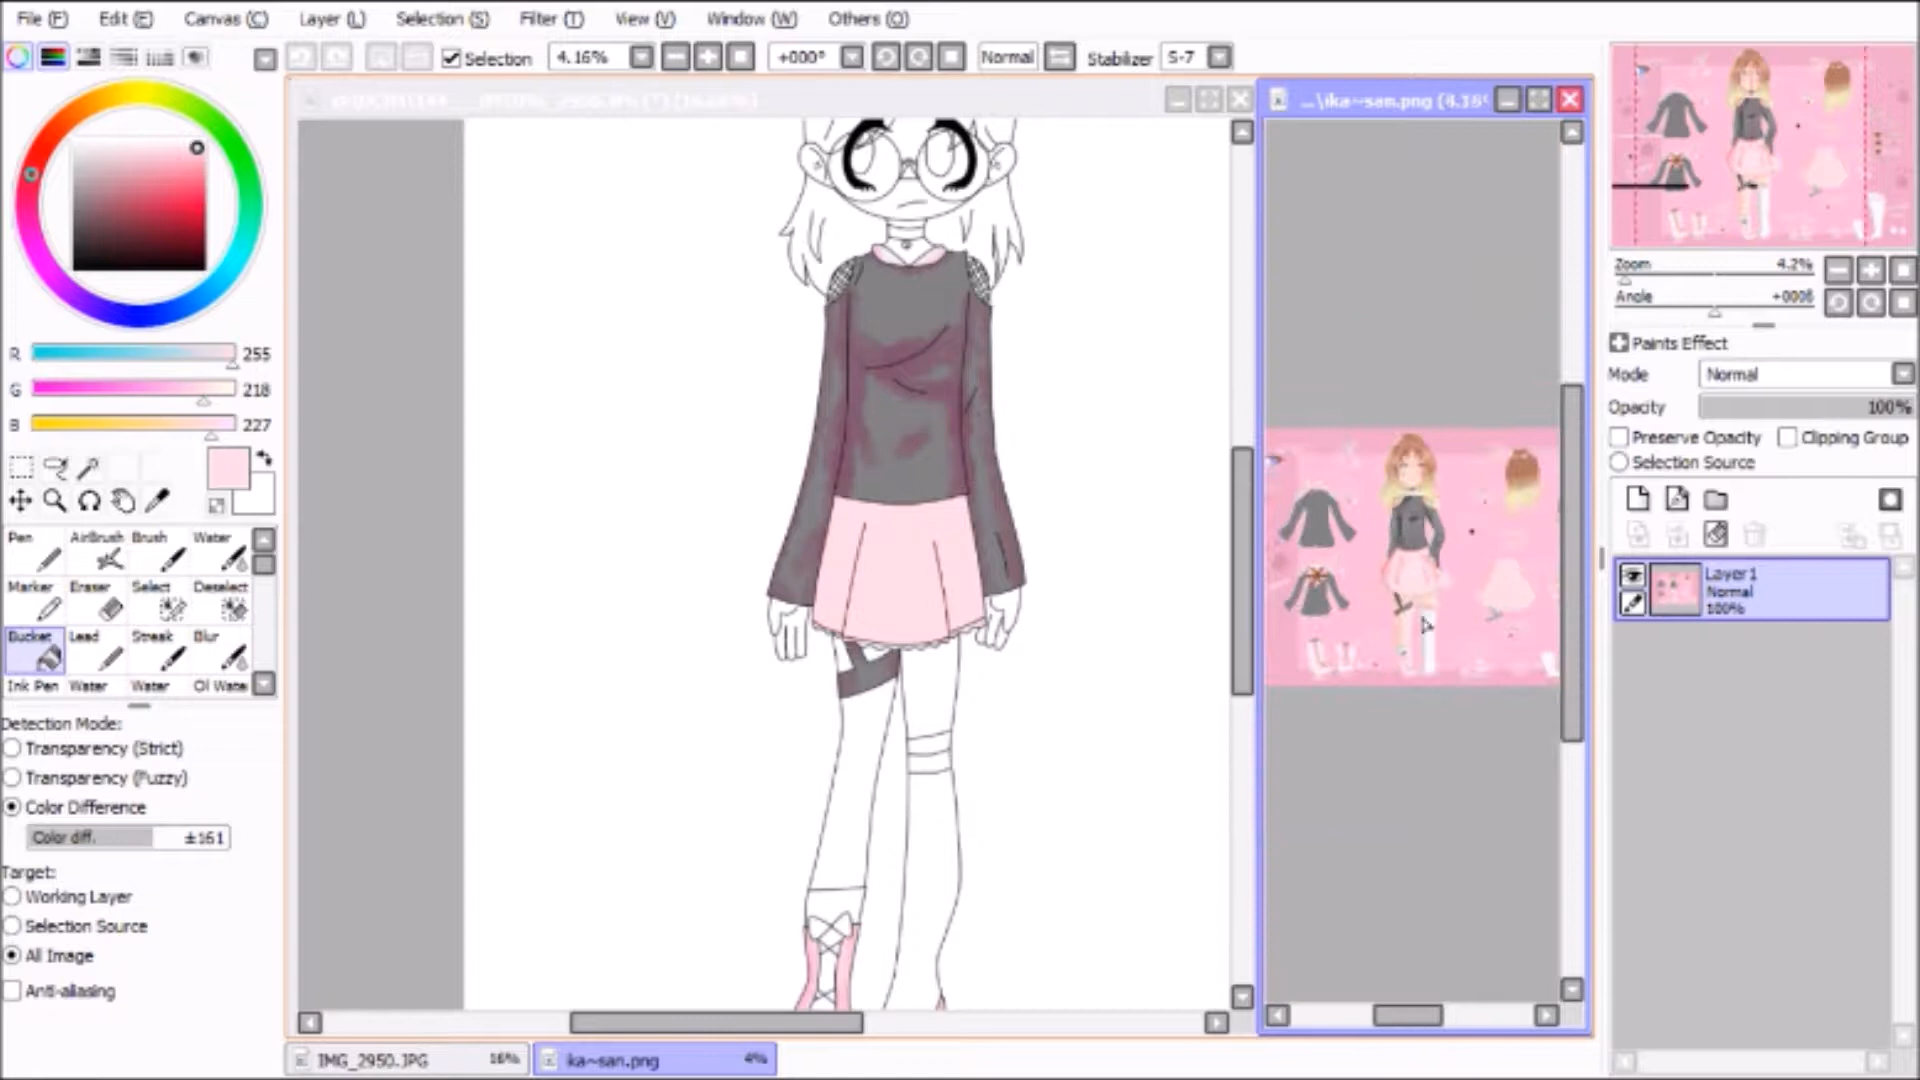 File (F) Edit (E) Canvas (C) Layer (L) Selection (S) Filter (T) View (V) Window (W) Others (O)
Selection 4.16% +000° Normal Stabilizer S-7
...\ika~san.png (4.16%
Zoom 4.2%
Angle +000°
Paints Effect
Mode Normal
Opacity 100%
Preserve Opacity Clipping Group
Selection Source
Layer1
Normal
100%
R 255
G 218
B 227
Pen AirBrush Brush Water
Marker Eraser Select Deselect
Bucket Lead Streak Blur
Ink Pen Water Water Oil Wate
Detection Mode:
Transparency (Strict)
Transparency (Fuzzy)
Color Difference
Color diff. ±161
Target:
Working Layer
Selection Source
All Image
Anti-aliasing
IMG_2950.JPG 16% ika~san.png 4%